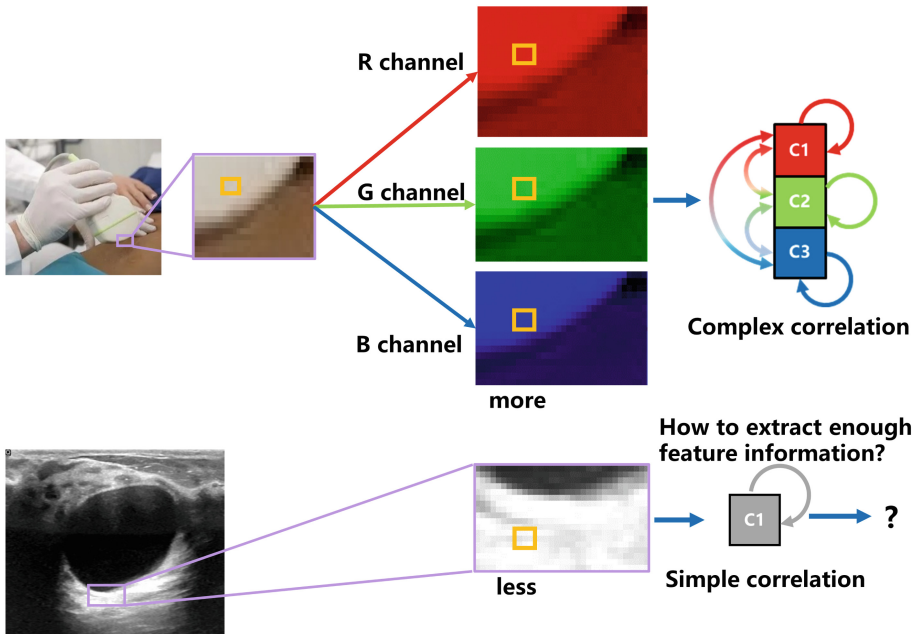 R channel
G channel
B channel
C1
C2
C3
Complex correlation
more
How to extract enough
feature information?
C1
?
less
Simple correlation